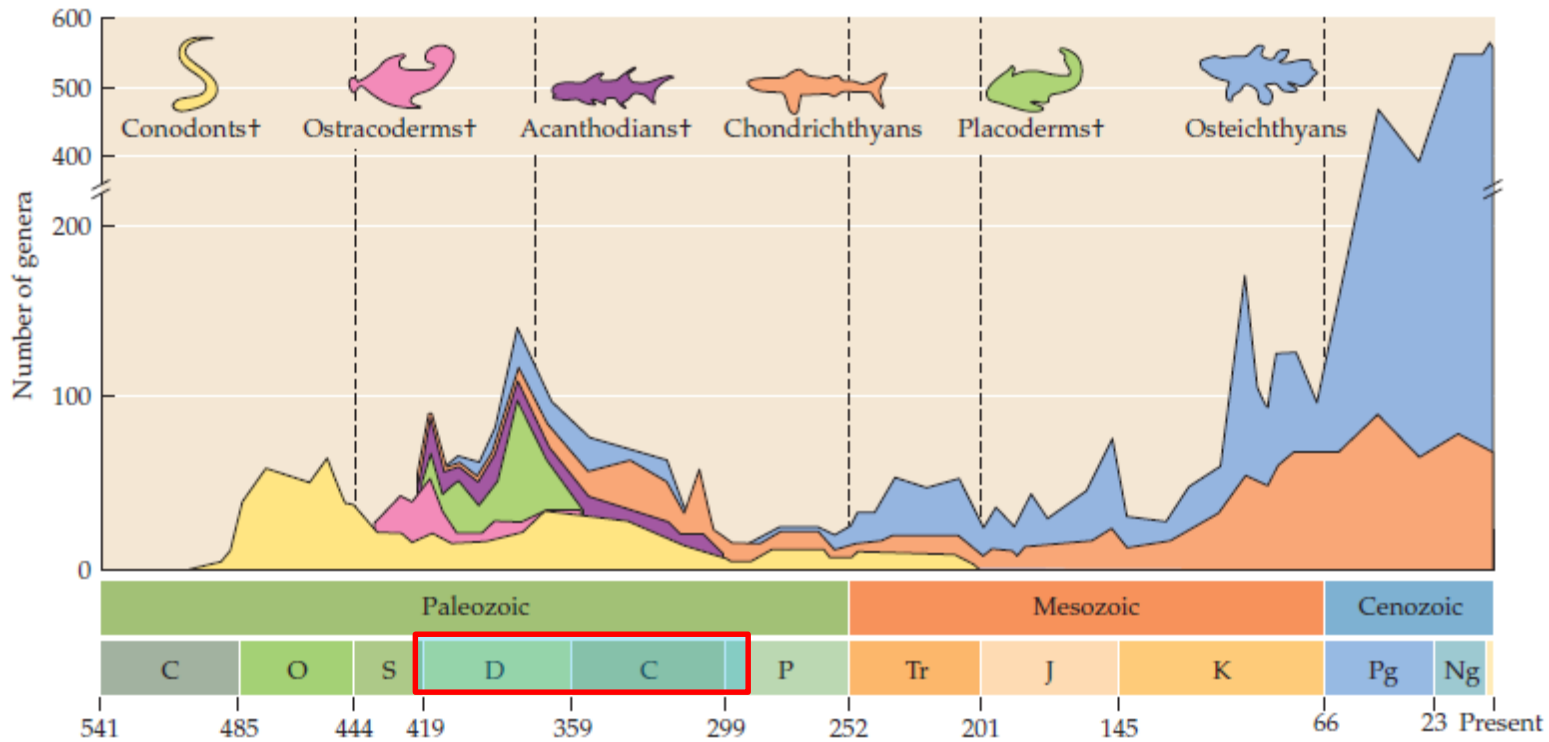 600
500
400
200
100
0
Number of genera
Conodonts† Ostracoderms† Acanthodians† Chondrichthyans Placoderms† Osteichthyans
Paleozoic Mesozoic Cenozoic
C O S D C P Tr J K Pg Ng
541 485 444 419 359 299 252 201 145 66 23 Present